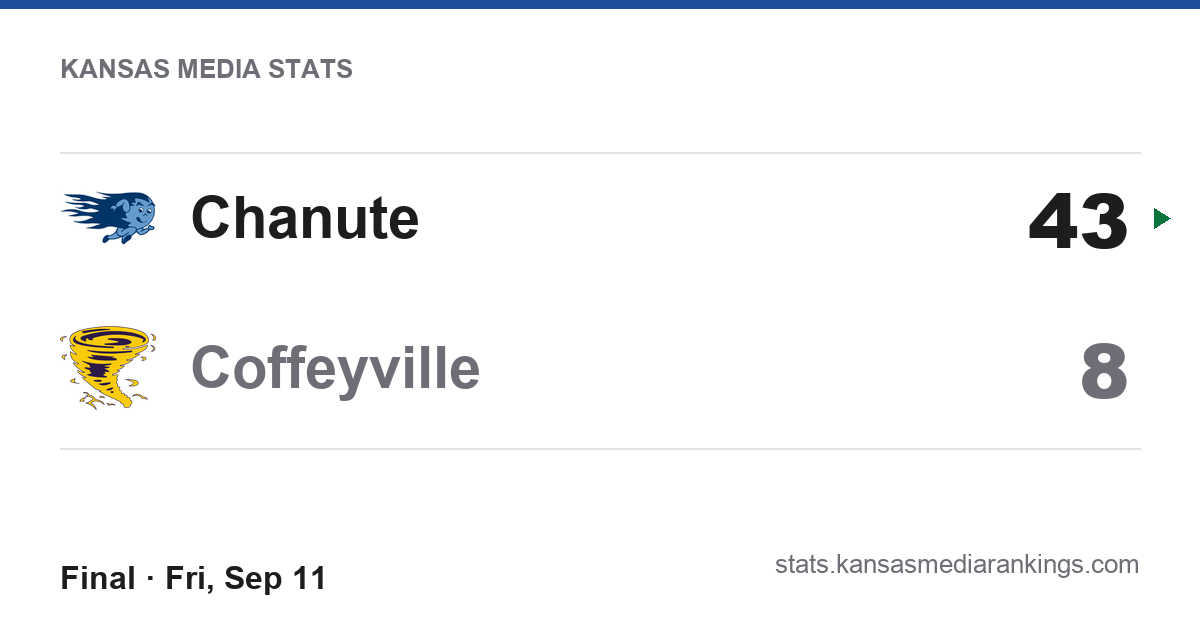 KANSAS MEDIA STATS
Chanute 43
Coffeyville 8
Final · Fri, Sep 11
stats.kansasmediarankings.com